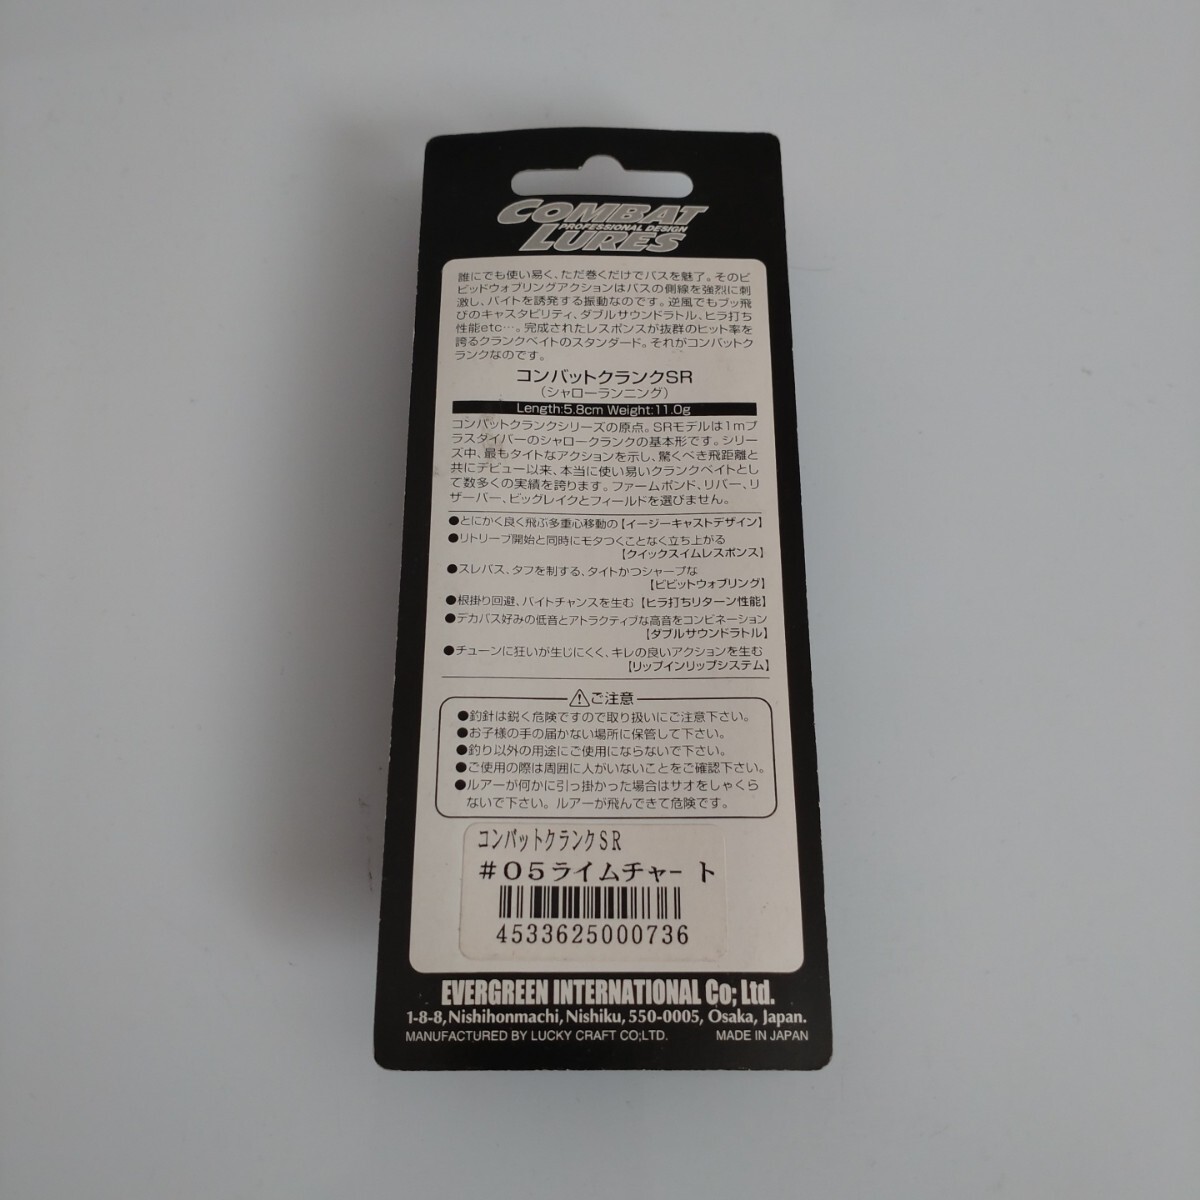 COMBAT
PROFESSIONAL DESIGN
LURES
誰にでも使い易く、ただ巻くだけでバスを魅了。そのビ
ビッドウォブリングアクションはバスの側線を強烈に刺
激し、バイトを誘発する振動なのです。逆風でもブッ飛
びのキャスタビリティ、ダブルサウンドラトル、ヒラ打ち
性能etc…。完成されたレスポンスが抜群のヒット率を
誇るクランクベイトのスタンダード。それがコンバットク
ランクなのです。
コンバットクランクSR
(シャローランニング)
Length:5.8cm Weight:11.0g
コンバットクランクシリーズの原点。SRモデルは1mプ
ラスダイバーのシャロークランクの基本形です。シリー
ズ中、最もタイトなアクションを示し、驚くべき飛距離と
共にデビュー以来、本当に使い易いクランクベイトとし
て数多くの実績を誇ります。ファームポンド、リバー、リ
ザーバー、ビッグレイクとフィールドを選びません。
●とにかく良く飛ぶ多重心移動の【イージーキャストデザイン】
●リトリーブ開始と同時にモタつくことなく立ち上がる
【クイックスイムレスポンス】
●スレバス、タフを制する、タイトかつシャープな
【ビビットウォブリング】
●根掛り回避、バイトチャンスを生む【ヒラ打ちリターン性能】
●デカバス好みの低音とアトラクティブな高音をコンビネーション
【ダブルサウンドラトル】
●チューンに狂いが生じにくく、キレの良いアクションを生む
【リップインリップシステム】
⚠ご注意
●釣針は鋭く危険ですので取り扱いにご注意下さい。
●お子様の手の届かない場所に保管して下さい。
●釣り以外の用途にご使用にならないで下さい。
●ご使用の際は周囲に人がいないことをご確認下さい。
●ルアーが何かに引っ掛かった場合はサオをしゃくら
ないで下さい。ルアーが飛んできて危険です。
コンバットクランクSR
#05ライムチャート
4533625000736
EVERGREEN INTERNATIONAL Co; Ltd.
1-8-8, Nishihonmachi, Nishiku, 550-0005, Osaka, Japan.
MANUFACTURED BY LUCKY CRAFT CO;LTD. MADE IN JAPAN